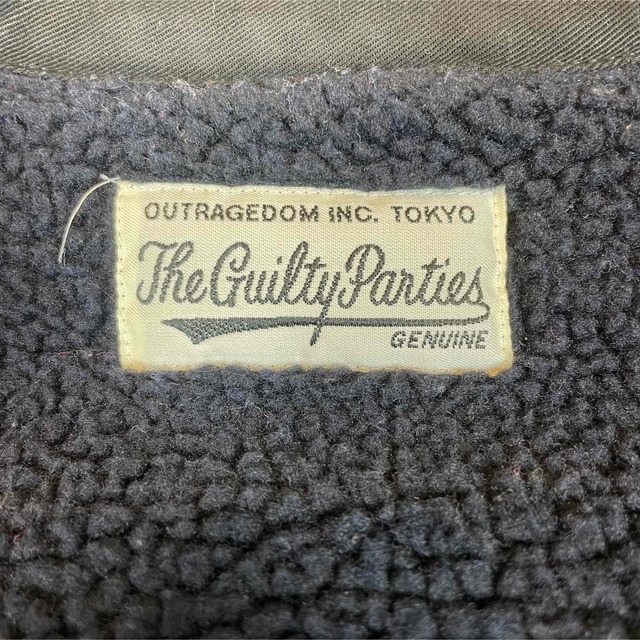 OUTRAGEDOM INC. TOKYO
The Guilty Parties
GENUINE